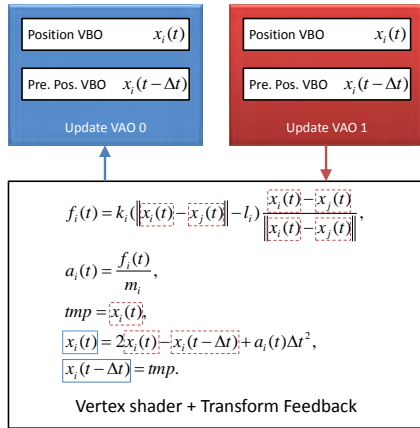 Position VBO x_i(t)
Pre. Pos. VBO x_i(t−Δt)
Update VAO 0
Position VBO x_i(t)
Pre. Pos. VBO x_i(t−Δt)
Update VAO 1
f_i(t) = k_i(‖x_i(t) − x_j(t)‖ − l_i) (x_i(t) − x_j(t)) / ‖x_i(t) − x_j(t)‖,
a_i(t) = f_i(t) / m_i,
tmp = x_i(t),
x_i(t) = 2x_i(t) − x_i(t−Δt) + a_i(t)Δt²,
x_i(t−Δt) = tmp.
Vertex shader + Transform Feedback